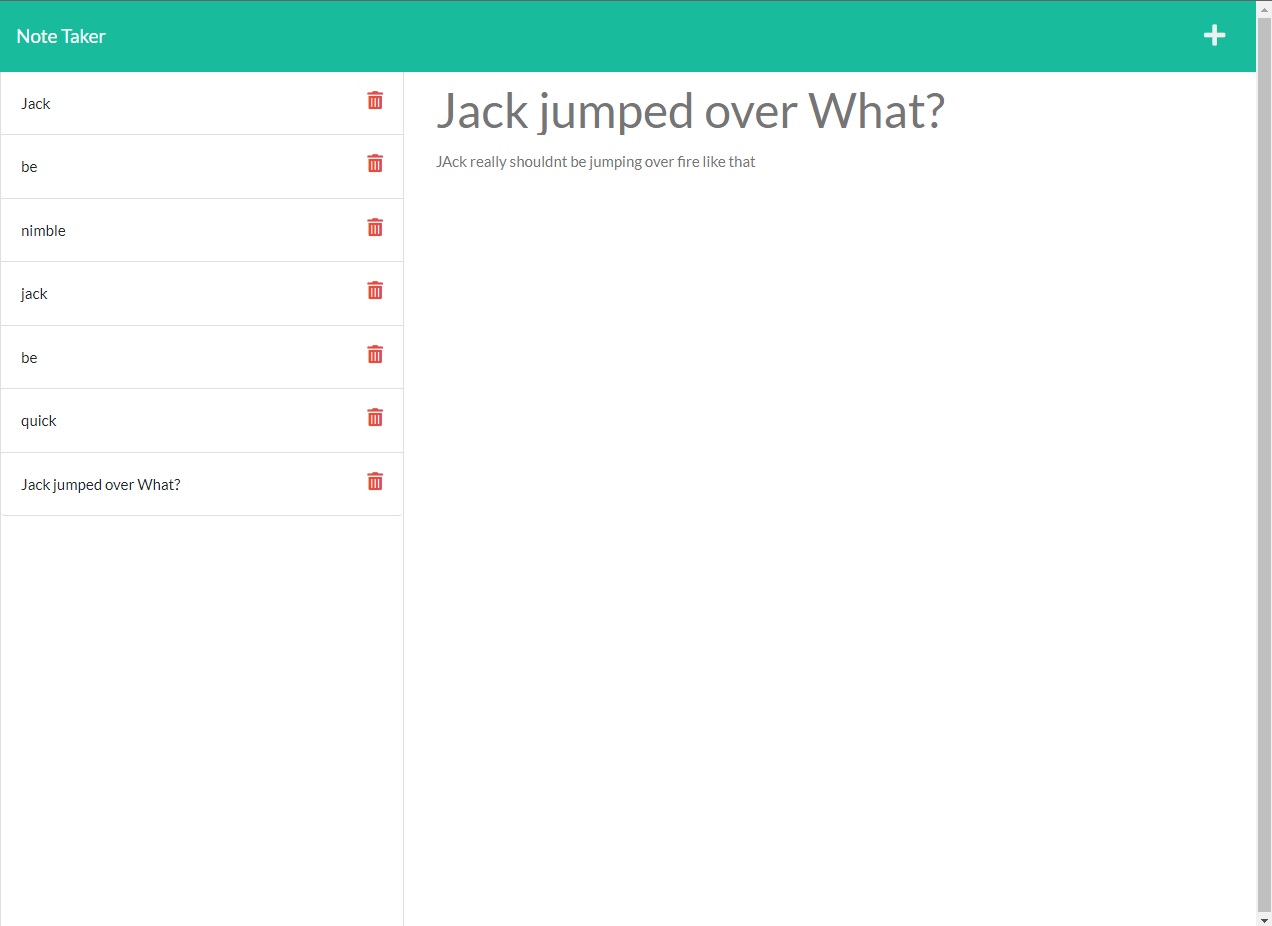 Note Taker
Jack
be
nimble
jack
be
quick
Jack jumped over What?
Jack jumped over What?
JAck really shouldnt be jumping over fire like that